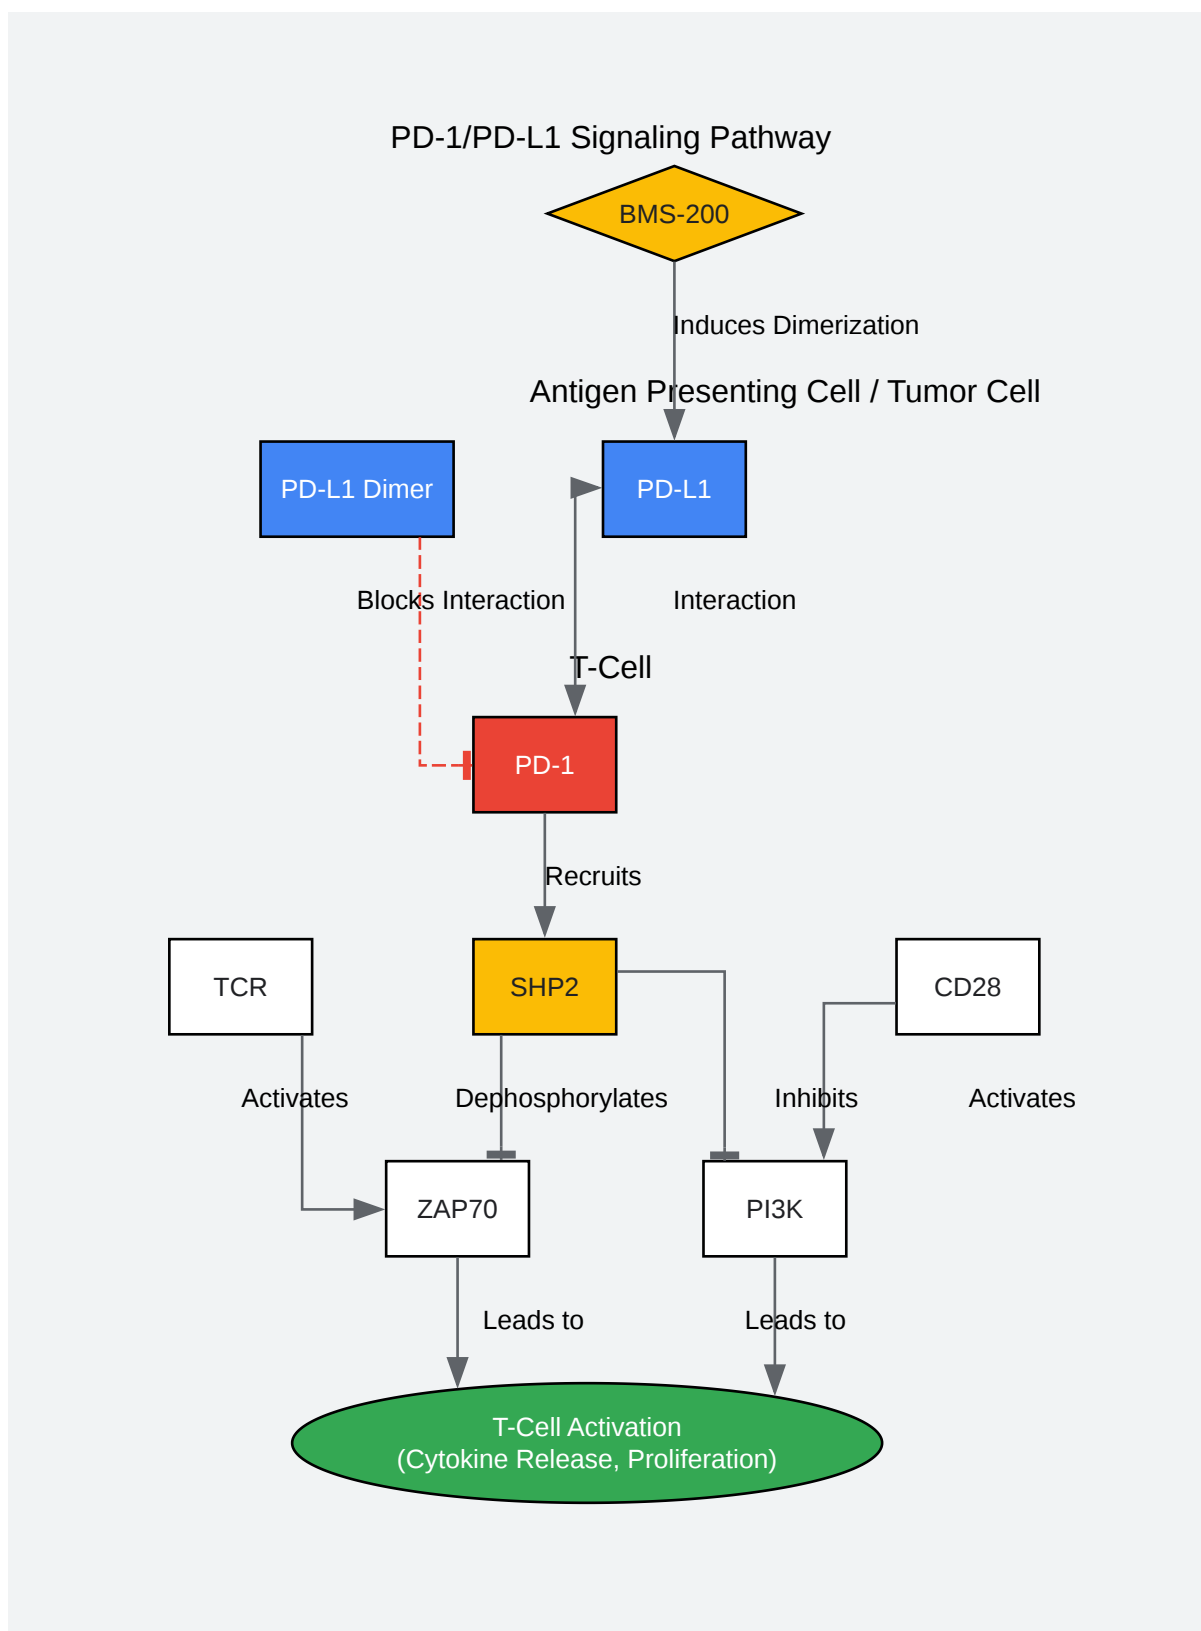 PD-1/PD-L1 Signaling Pathway
BMS-200
Induces Dimerization
Antigen Presenting Cell / Tumor Cell
PD-L1 Dimer
PD-L1
Blocks Interaction
Interaction
T-Cell
PD-1
Recruits
TCR
SHP2
CD28
Activates
Dephosphorylates
Inhibits
Activates
ZAP70
PI3K
Leads to
Leads to
T-Cell Activation
(Cytokine Release, Proliferation)